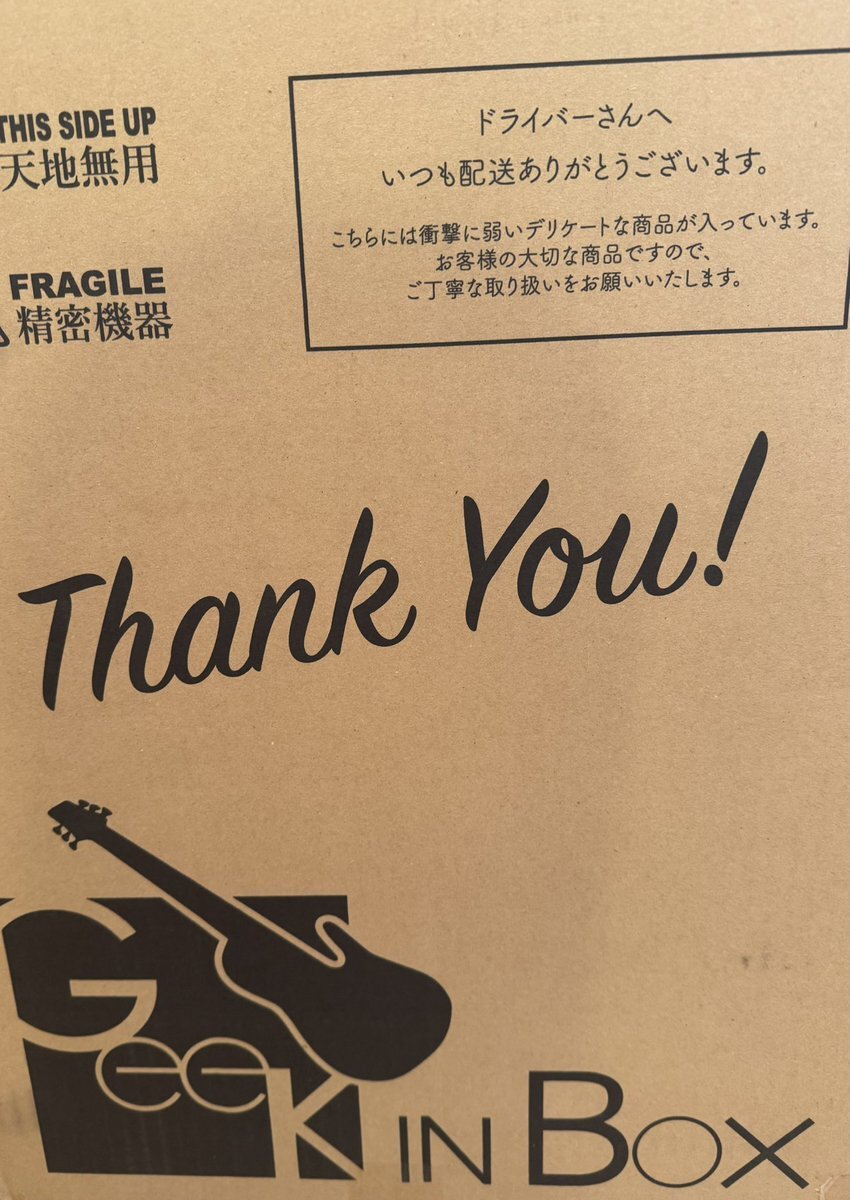 THIS SIDE UP
天地無用
FRAGILE
精密機器
ドライバーさんへ
いつも配送ありがとうございます。
こちらには衝撃に弱いデリケートな商品が入っています。
お客様の大切な商品ですので、
ご丁寧な取り扱いをお願いいたします。
Thank You!
GeeK IN BOX